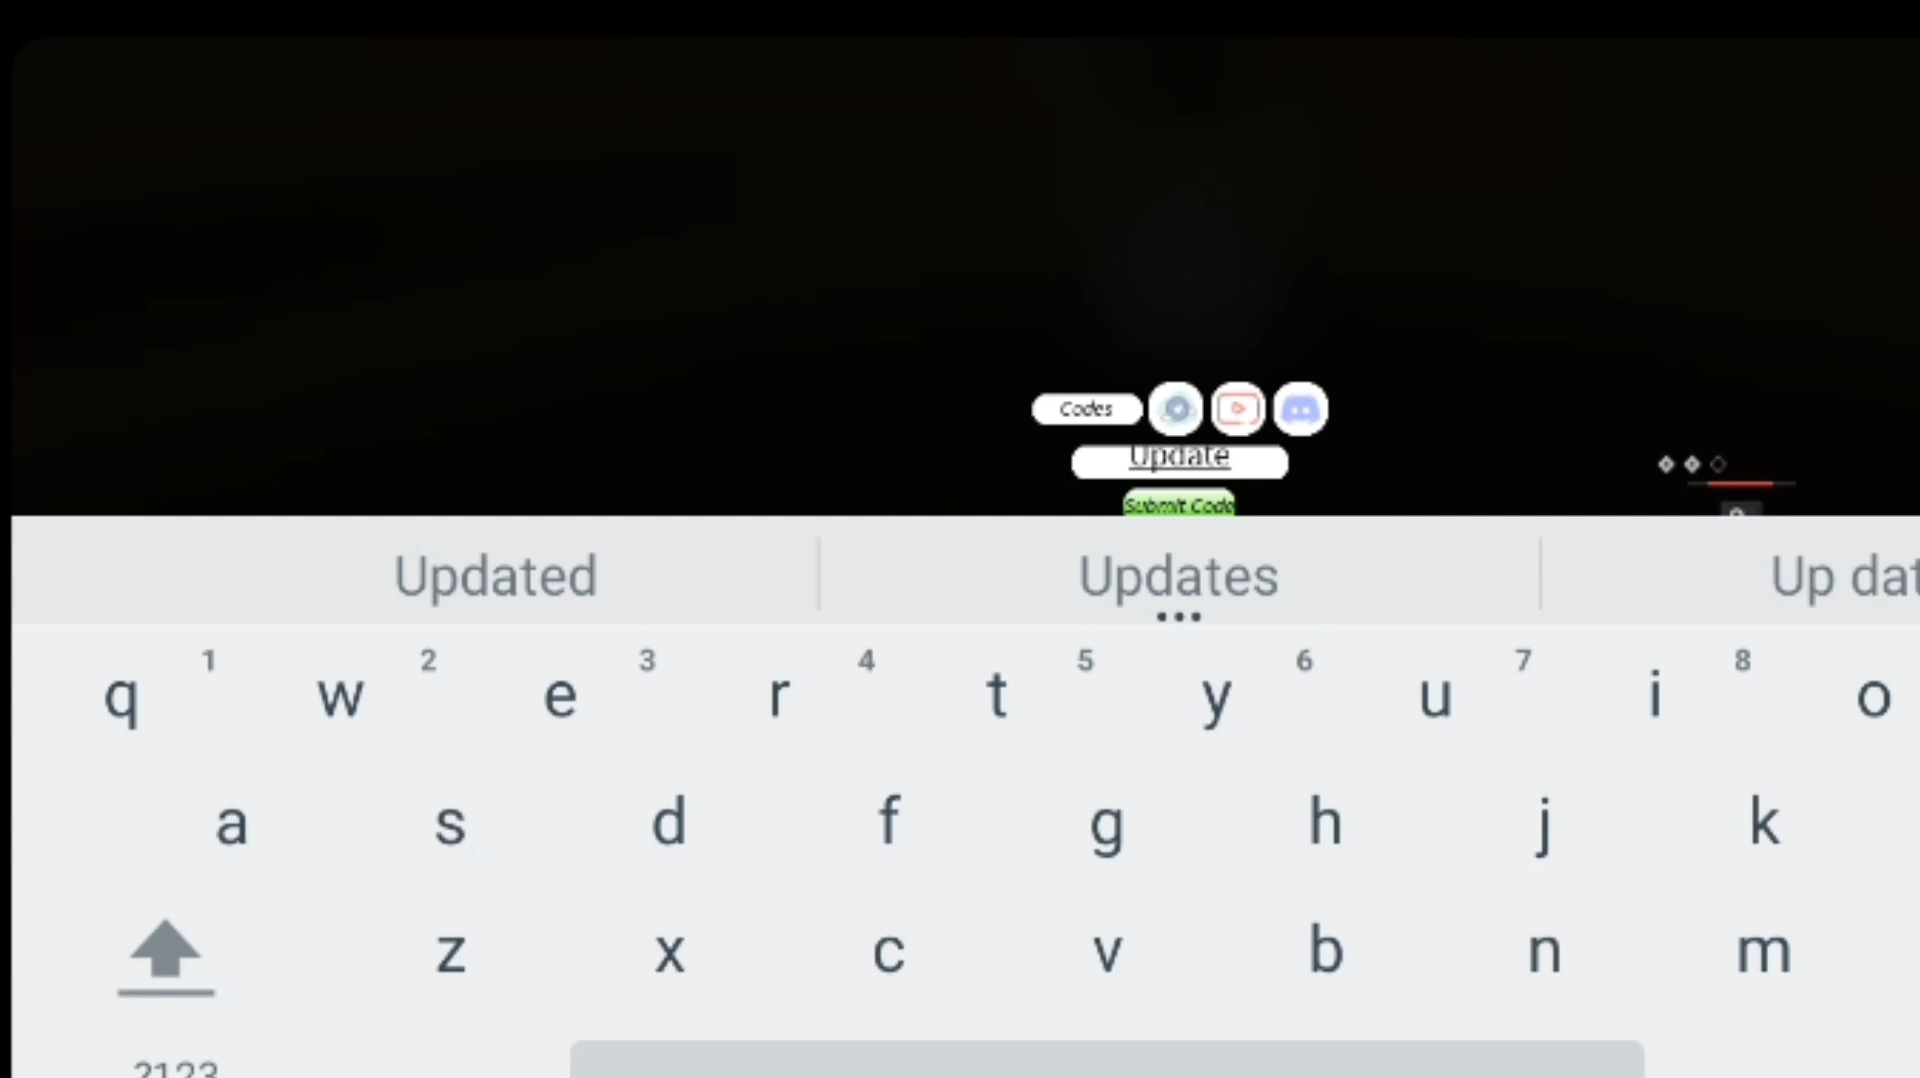 Codes
Update
Submit Code
Updated Updates Up dat
1 2 3 4 5 6 7 8
q w e r t y u i o
a s d f g h j k
z x c v b n m
?123